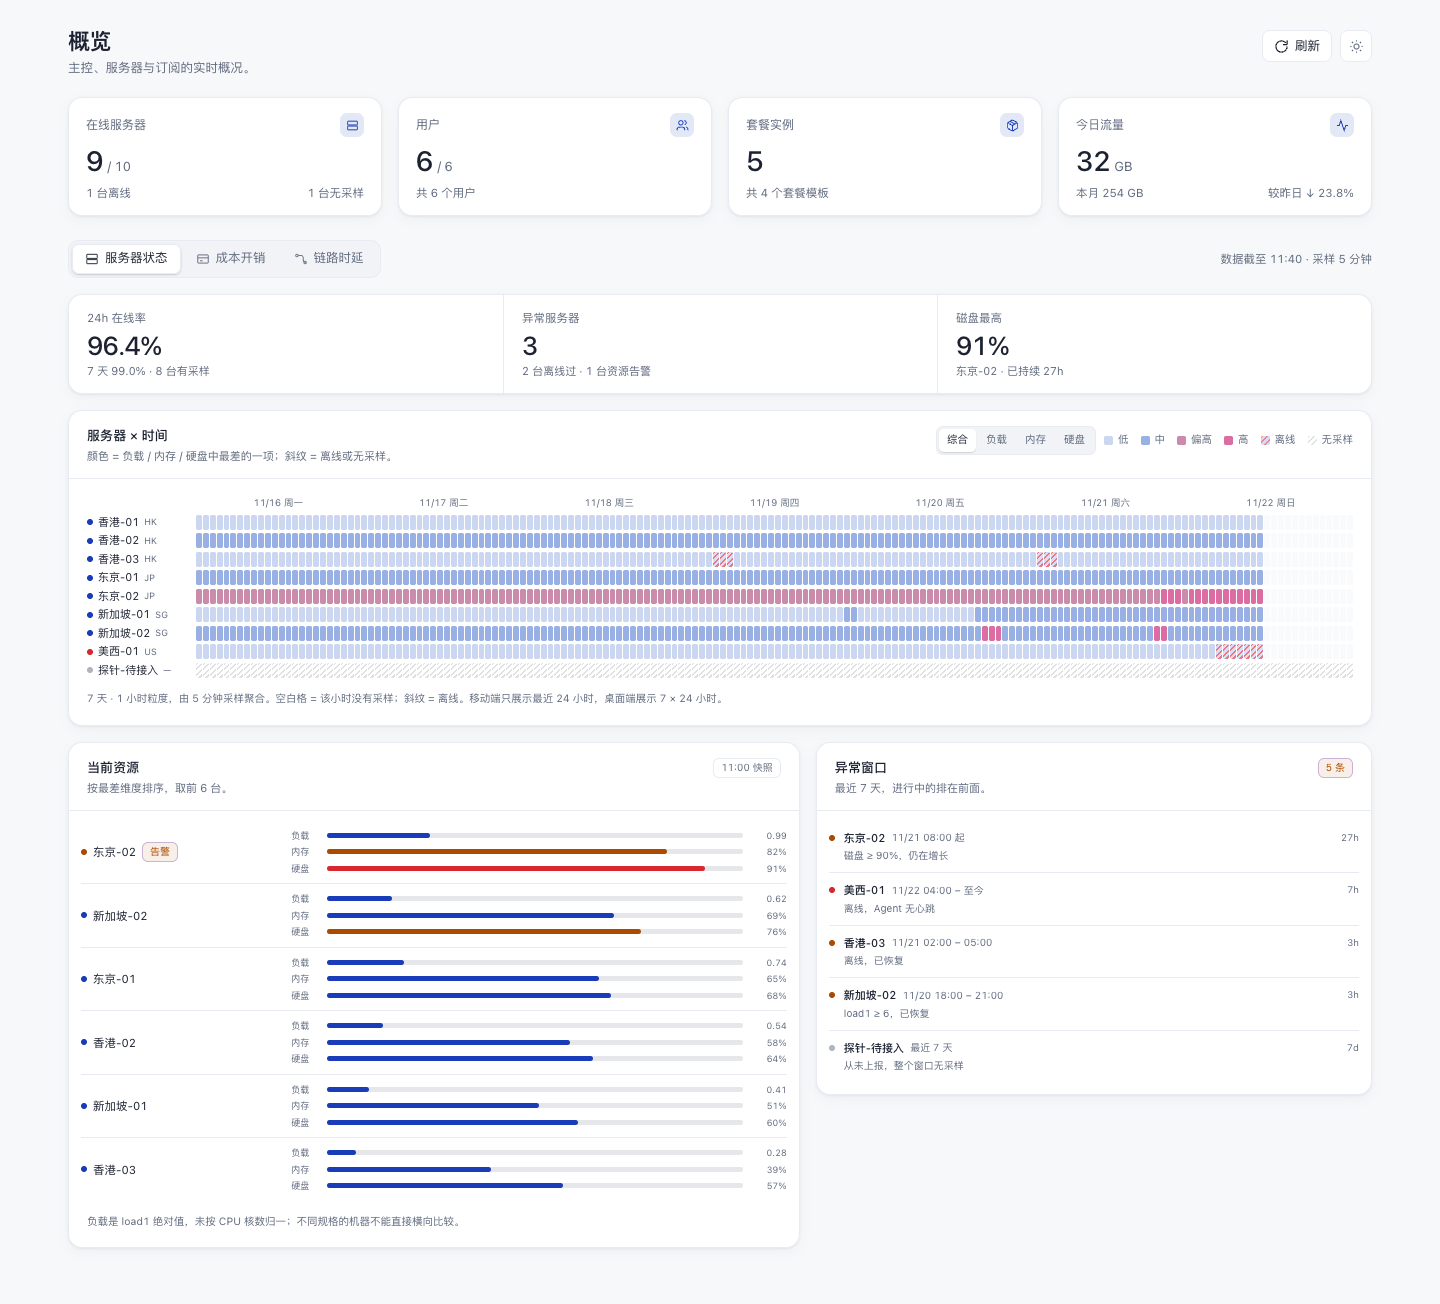 概览
主控、服务器与订阅的实时概况。
刷新
在线服务器
9 / 10
1 台离线 1 台无采样
用户
6 / 6
共 6 个用户
套餐实例
5
共 4 个套餐模板
今日流量
32 GB
本月 254 GB 较昨日 ↓ 23.8%
服务器状态 成本开销 链路时延
数据截至 11:40 · 采样 5 分钟
24h 在线率
96.4%
7 天 99.0% · 8 台有采样
异常服务器
3
2 台离线过 · 1 台资源告警
磁盘最高
91%
东京-02 · 已持续 27h
服务器 × 时间
颜色 = 负载 / 内存 / 硬盘中最差的一项；斜纹 = 离线或无采样。
综合 负载 内存 硬盘
低 中 偏高 高 离线 无采样
11/16 周一 11/17 周二 11/18 周三 11/19 周四 11/20 周五 11/21 周六 11/22 周日
香港-01 HK
香港-02 HK
香港-03 HK
东京-01 JP
东京-02 JP
新加坡-01 SG
新加坡-02 SG
美西-01 US
探针-待接入 —
7 天 · 1 小时粒度，由 5 分钟采样聚合。空白格 = 该小时没有采样；斜纹 = 离线。移动端只展示最近 24 小时，桌面端展示 7 × 24 小时。
当前资源
按最差维度排序，取前 6 台。
11:00 快照
东京-02 告警
负载 0.99
内存 82%
硬盘 91%
新加坡-02
负载 0.62
内存 69%
硬盘 76%
东京-01
负载 0.74
内存 65%
硬盘 68%
香港-02
负载 0.54
内存 58%
硬盘 64%
新加坡-01
负载 0.41
内存 51%
硬盘 60%
香港-03
负载 0.28
内存 39%
硬盘 57%
负载是 load1 绝对值，未按 CPU 核数归一；不同规格的机器不能直接横向比较。
异常窗口
最近 7 天，进行中的排在前面。
5 条
东京-02 11/21 08:00 起 27h
磁盘 ≥ 90%，仍在增长
美西-01 11/22 04:00 – 至今 7h
离线，Agent 无心跳
香港-03 11/21 02:00 – 05:00 3h
离线，已恢复
新加坡-02 11/20 18:00 – 21:00 3h
load1 ≥ 6，已恢复
探针-待接入 最近 7 天 7d
从未上报，整个窗口无采样